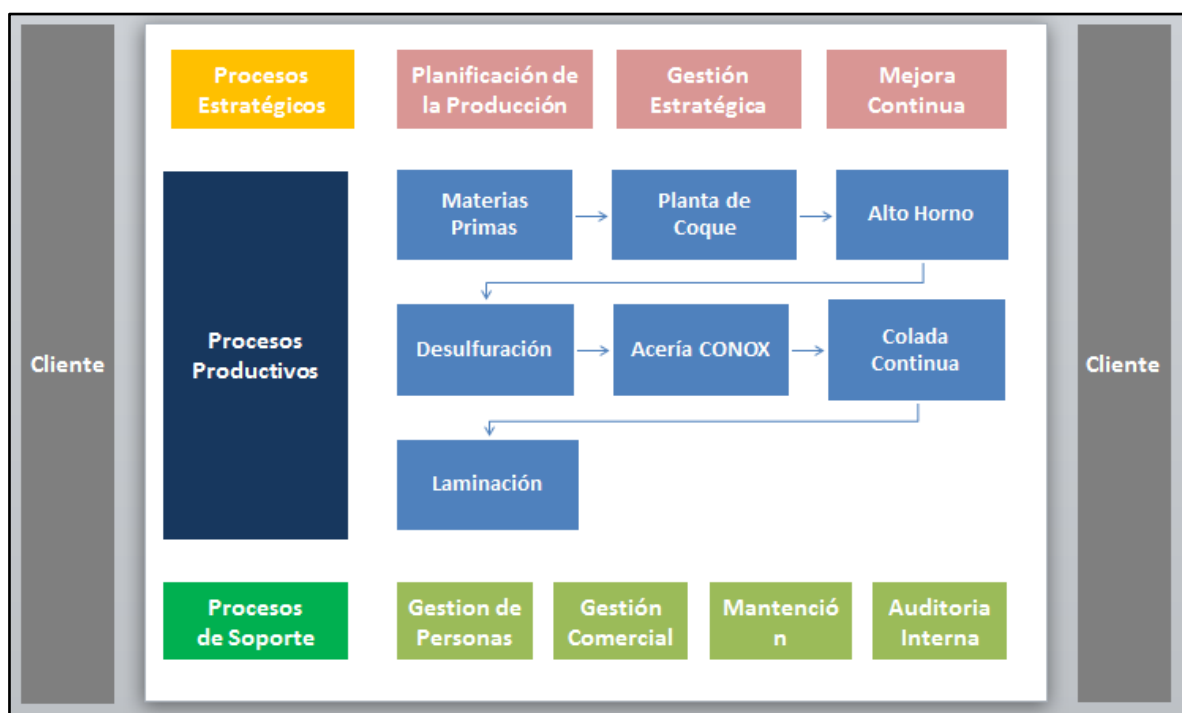 Cliente
Procesos
Estratégicos
Planificación de
la Producción
Gestión
Estratégica
Mejora
Continua
Procesos
Productivos
Materias
Primas
Planta de
Coque
Alto Horno
Desulfuración
Acería CONOX
Colada
Continua
Laminación
Procesos
de Soporte
Gestion de
Personas
Gestión
Comercial
Mantenció
n
Auditoria
Interna
Cliente